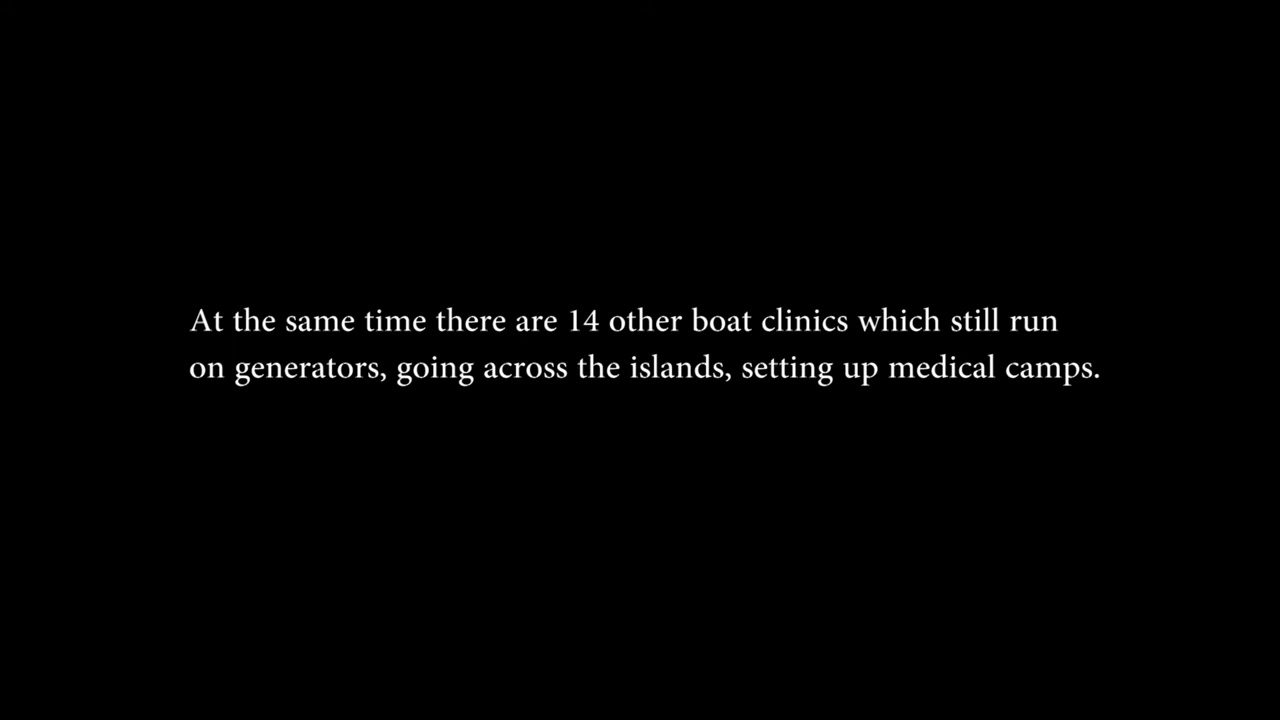 At the same time there are 14 other boat clinics which still run
on generators, going across the islands, setting up medical camps.